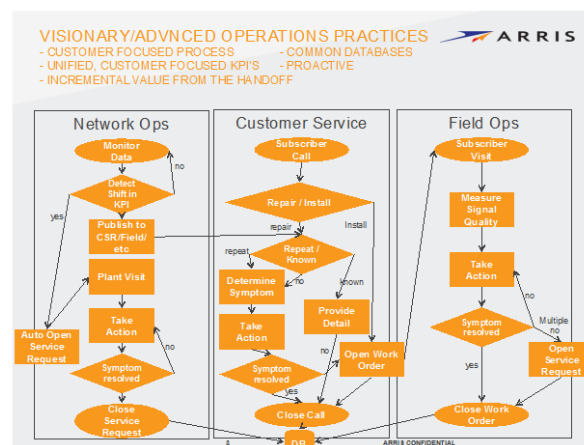 VISIONARY/ADVNCED OPERATIONS PRACTICES
ARRIS
- CUSTOMER FOCUSED PROCESS
- COMMON DATABASES
- UNIFIED, CUSTOMER FOCUSED KPI'S
- PROACTIVE
- INCREMENTAL VALUE FROM THE HANDOFF
Network Ops
Monitor
Data
no
Detect
Shift in
KPI
yes
Publish to
CSR/Field/
etc
Plant Visit
Take
Action
Auto Open
Service
Request
no
Symptom
resolved
Close
Service
Request
Customer Service
Subscriber
Call
Repair / Install
repair
Install
repeat
Repeat /
Known
Determine
Symptom
no
known
Provide
Detail
Take
Action
no
Open Work
Order
Symptom
resolved
yes
Close Call
DB
Field Ops
Subscriber
Visit
Measure
Signal
Quality
Take
Action
no
Symptom
resolved
Multiple
no
Open
Service
Request
yes
Close Work
Order
ARRIS CONFIDENTIAL